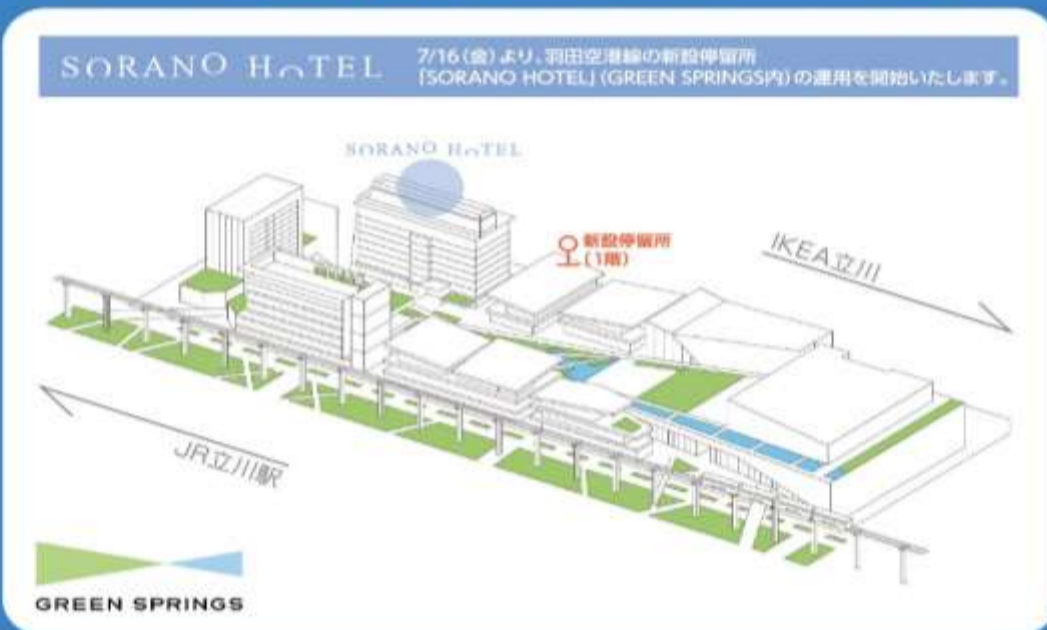 SORANO HOTEL
7/16(金)より、羽田空港線の新設停留所
「SORANO HOTEL」(GREEN SPRINGS内)の運用を開始いたします。
SORANO HOTEL
新設停留所
(1階)
IKEA立川
JR立川駅
GREEN SPRINGS